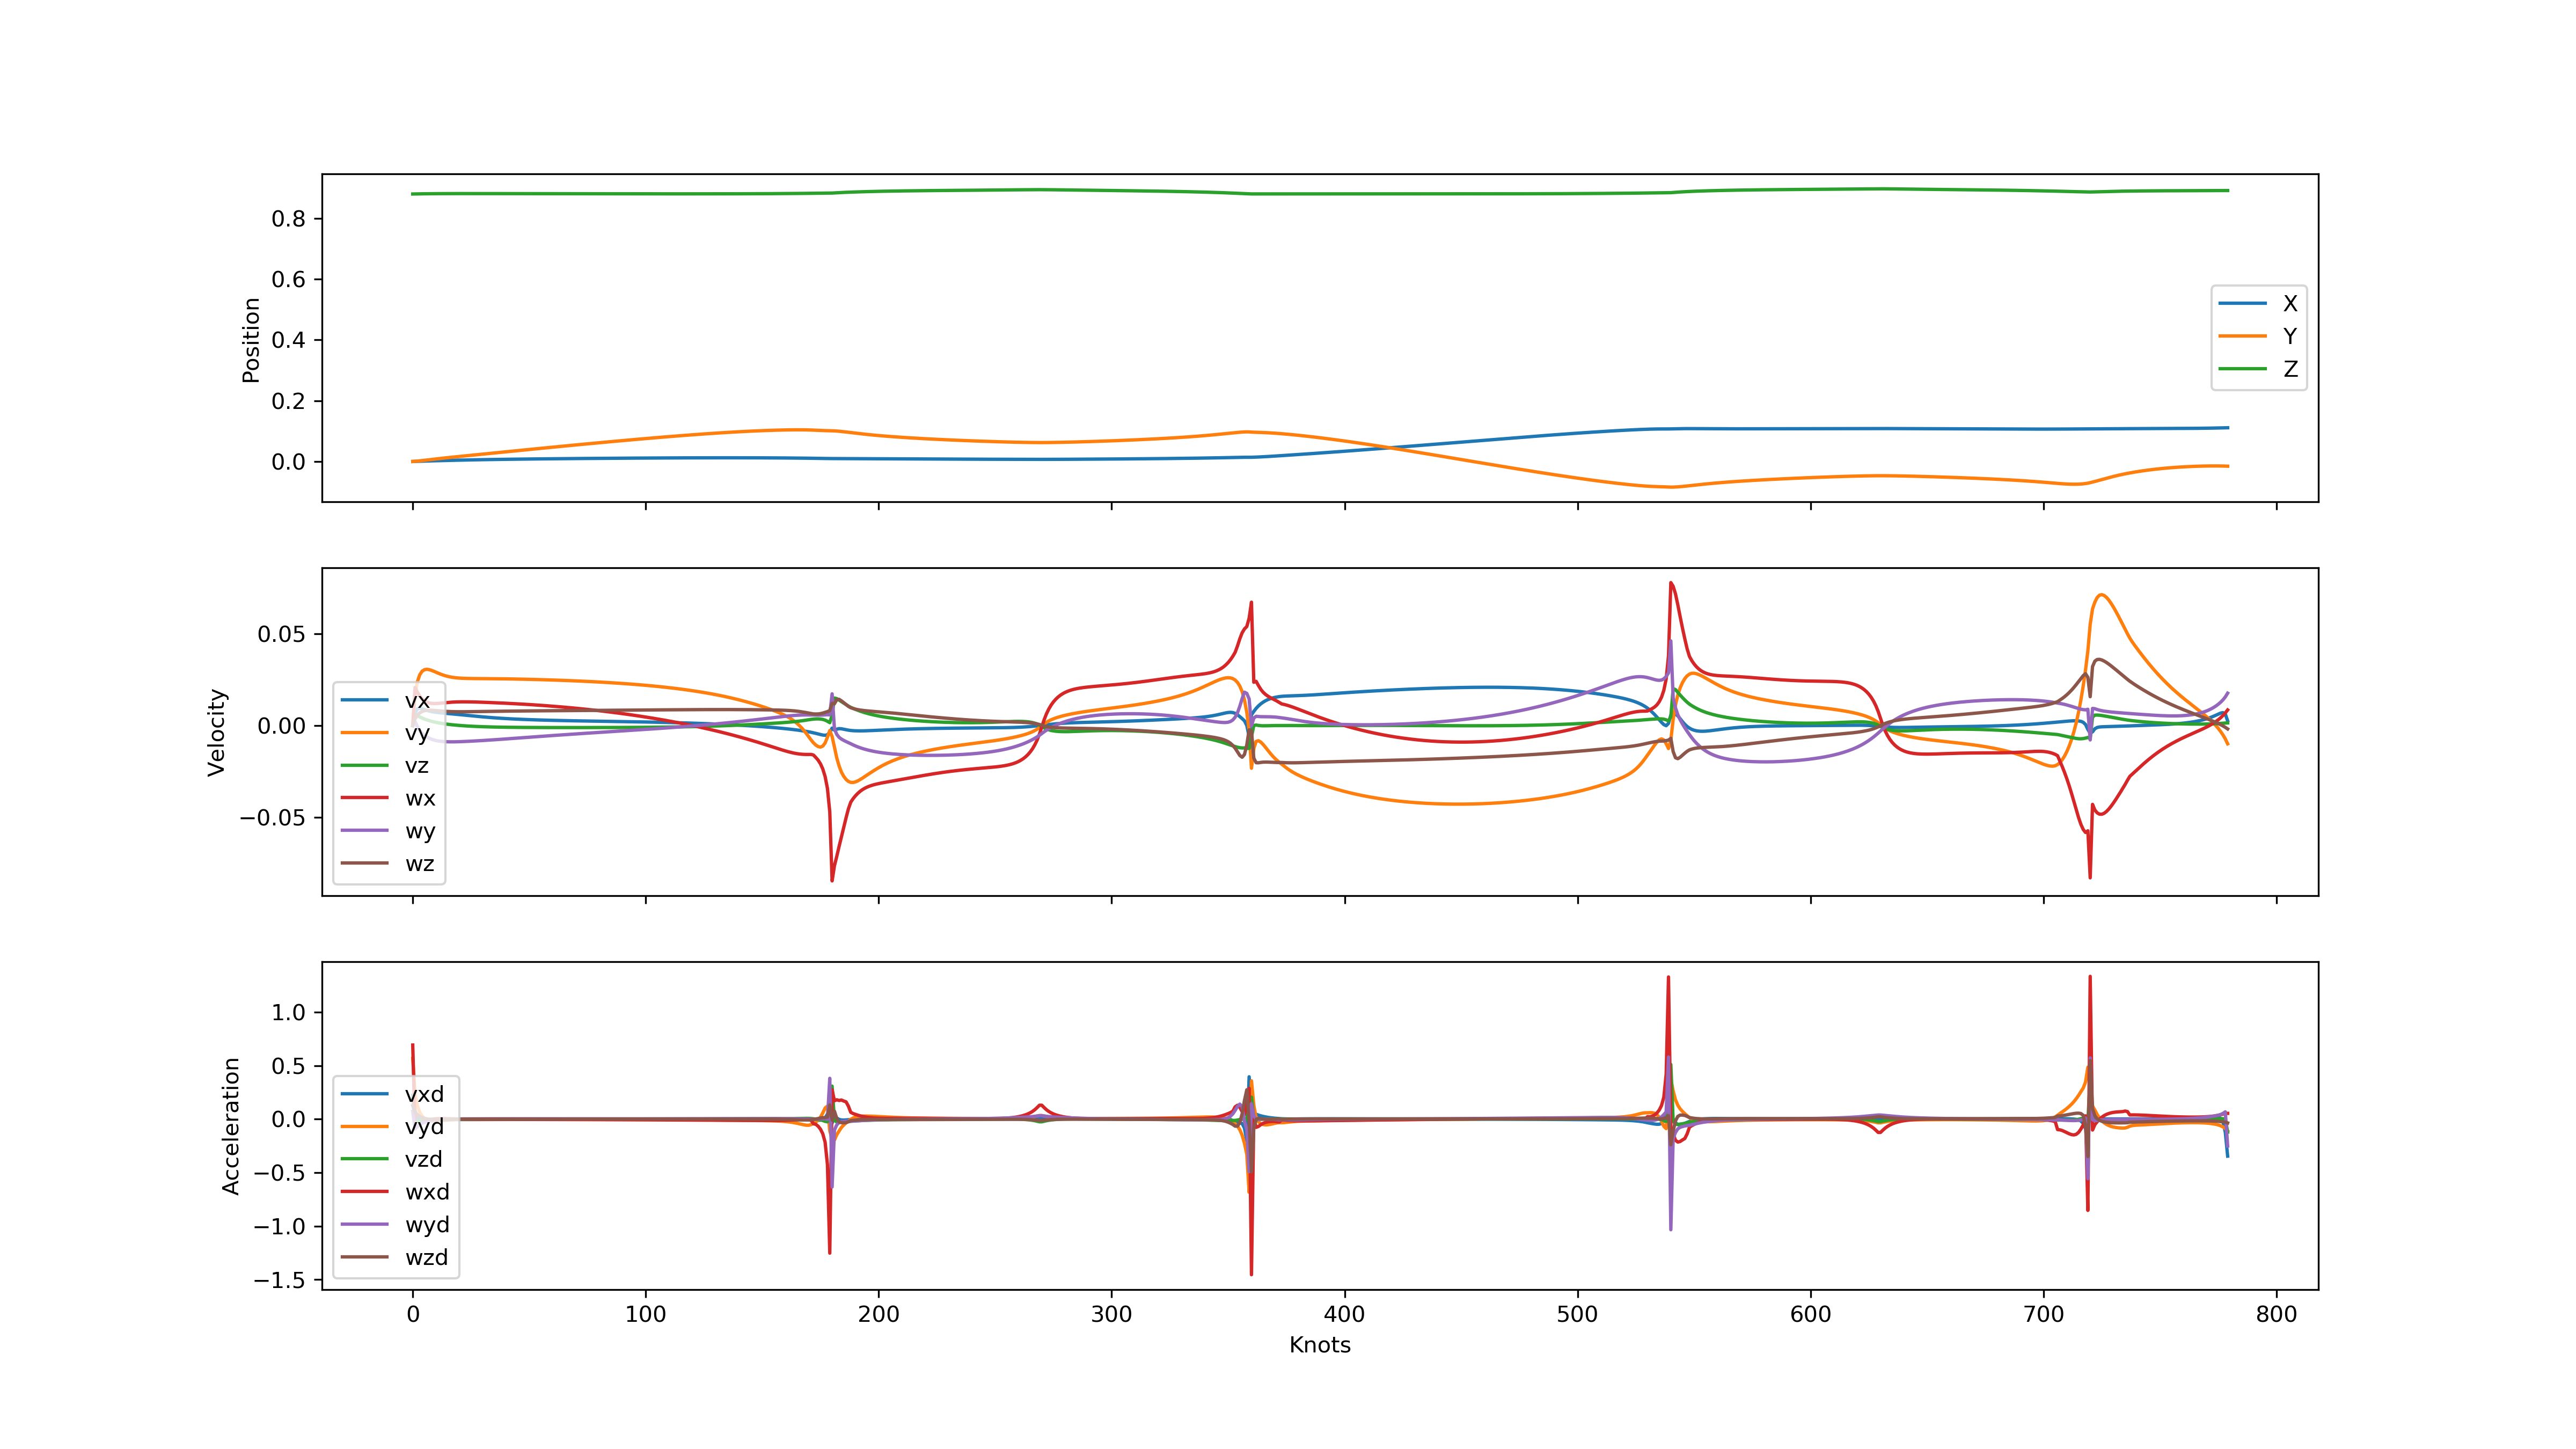 Position
0.8
0.6
0.4
0.2
0.0
X
Y
Z
Velocity
0.05
0.00
−0.05
vx
vy
vz
wx
wy
wz
Acceleration
1.0
0.5
0.0
−0.5
−1.0
−1.5
vxd
vyd
vzd
wxd
wyd
wzd
0 100 200 300 400 500 600 700 800
Knots